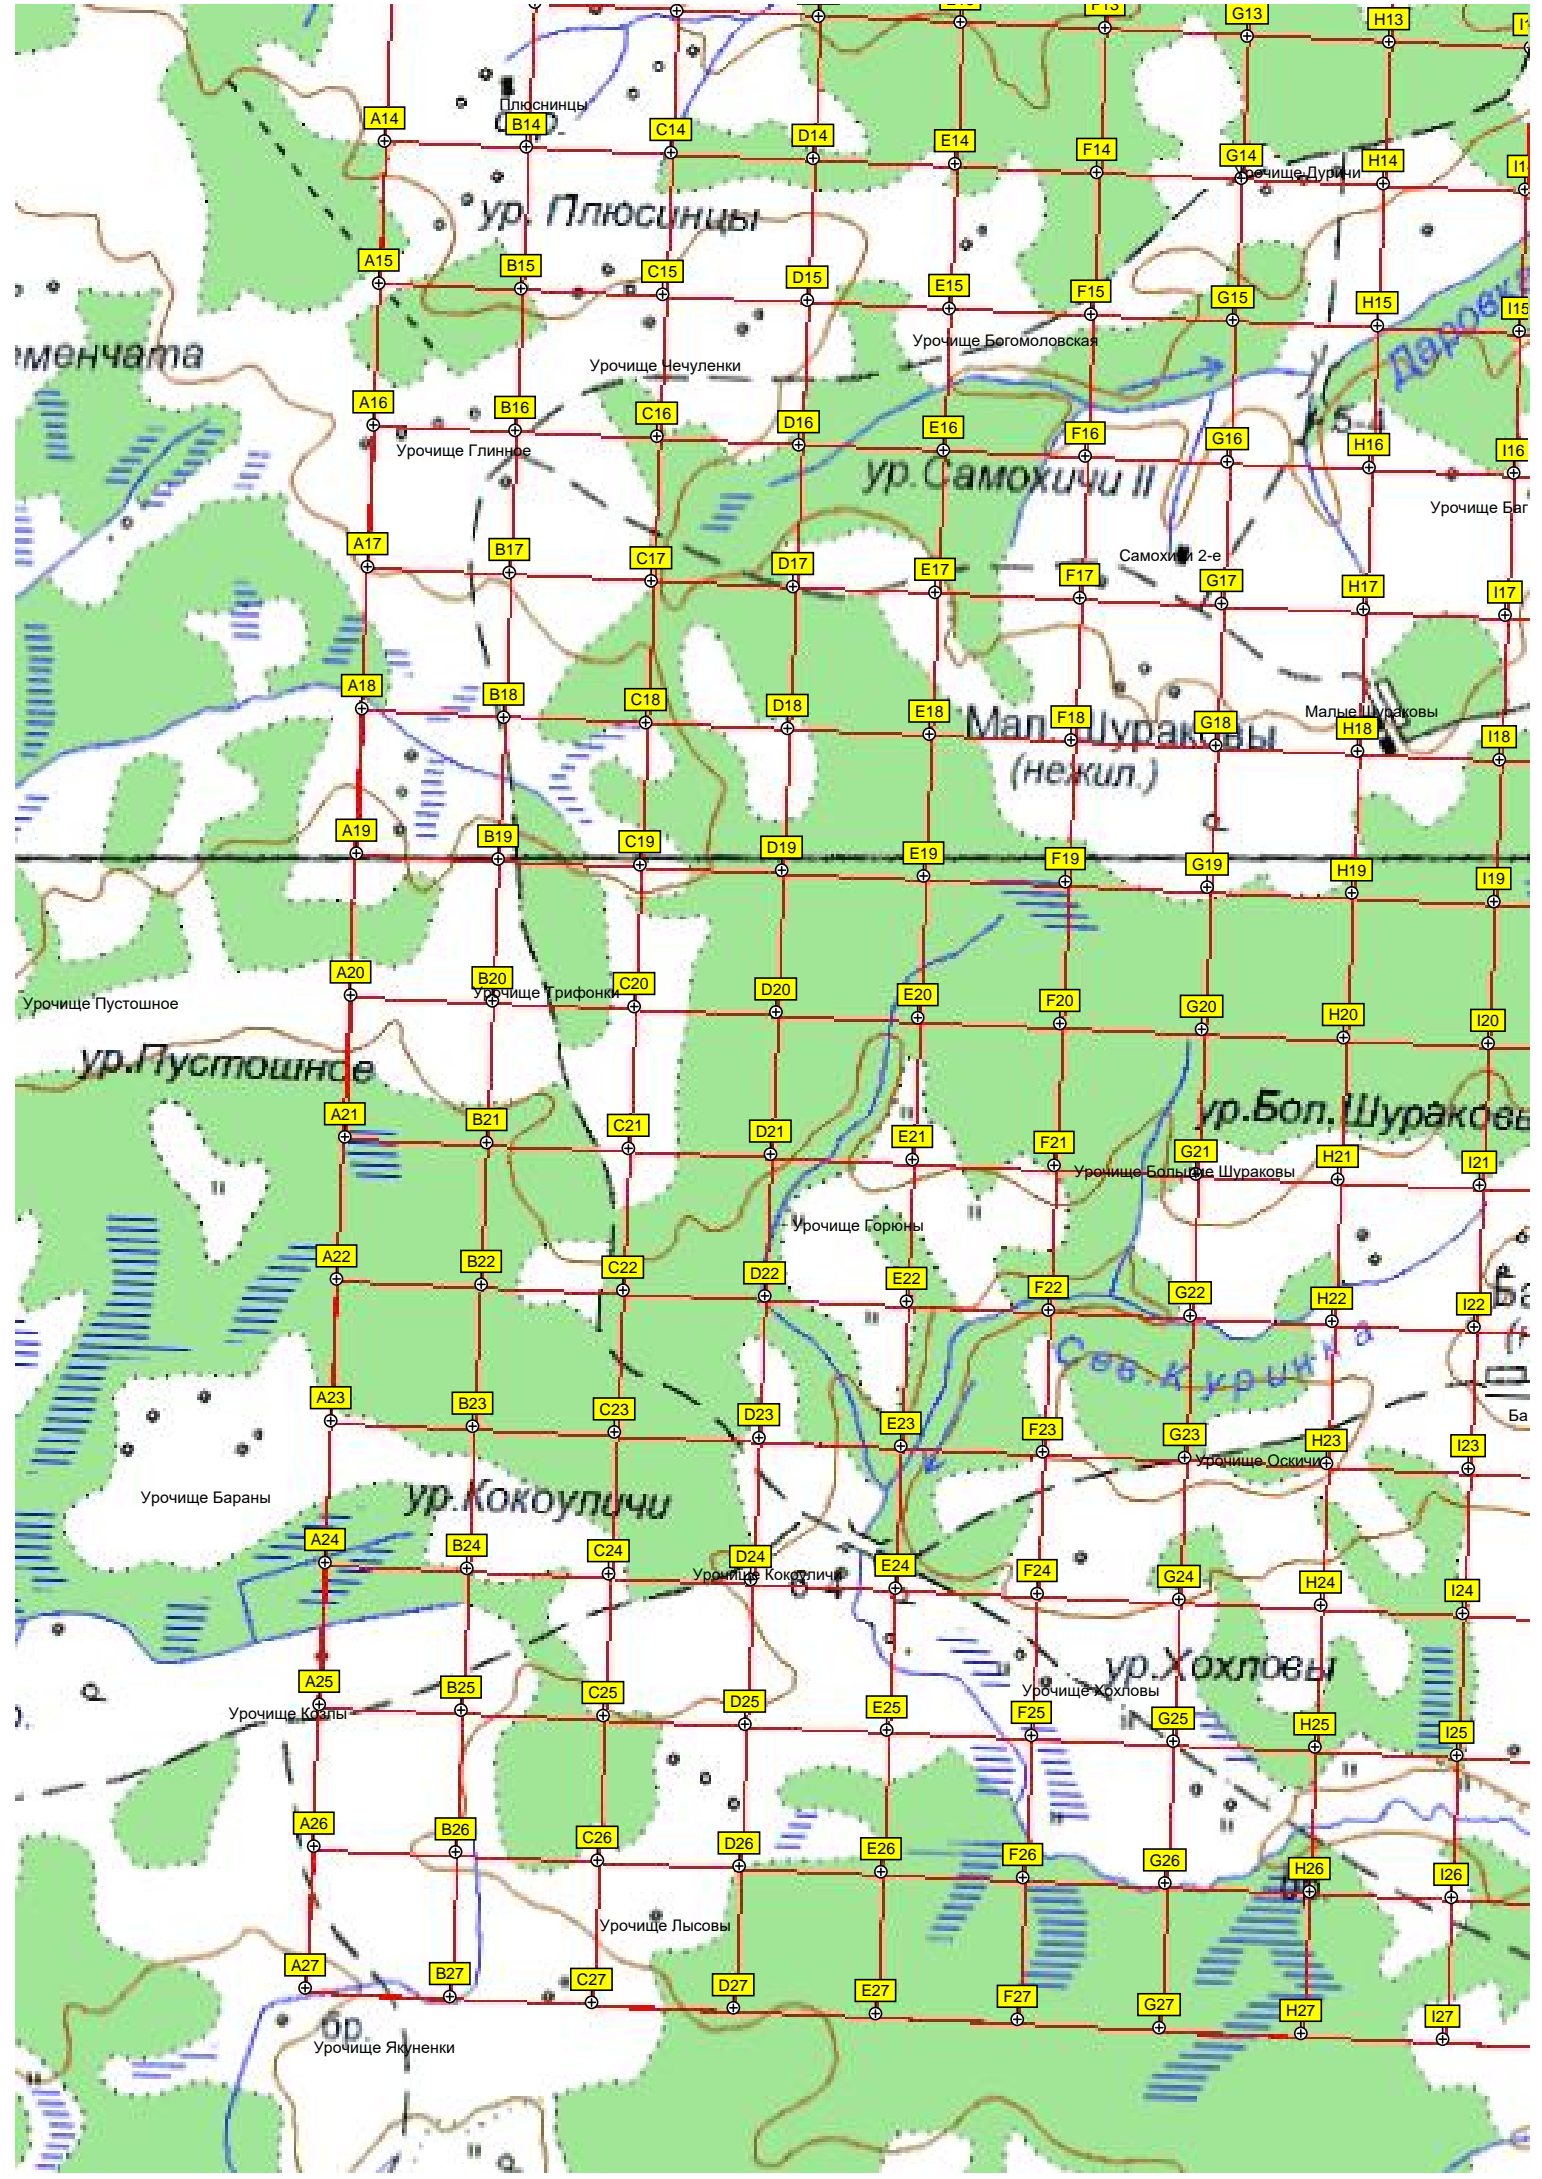 F13
G13
H13
Плюснинцы
A14
B14
C14
D14
E14
F14
G14
H14
Урочище Дуричи
ур. Плюсинцы
A15
B15
C15
D15
E15
F15
G15
H15
I15
Даровка
Урочище Богомоловская
еменчата
Урочище Чечуленки
A16
B16
C16
D16
E16
F16
G16
H16
I16
Урочище Глинное
ур.Самохичи II
Урочище Баг
A17
B17
C17
D17
E17
F17
G17
H17
I17
Самохичи 2-е
A18
B18
C18
D18
E18
F18
G18
H18
I18
Малые Шураковы
Мал. Шураковы
(нежил.)
A19
B19
C19
D19
E19
F19
G19
H19
I19
A20
B20
C20
D20
E20
F20
G20
H20
I20
Урочище Пустошное
Урочище Трифонки
ур.Пустошное
ур.Бол.Шураковы
A21
B21
C21
D21
E21
F21
G21
H21
I21
Урочище Большие Шураковы
Урочище Горюны
A22
B22
C22
D22
E22
F22
G22
H22
I22
Ба
Сев.Куринка
A23
B23
C23
D23
E23
F23
G23
H23
I23
Ба
Урочище Оскичи
Урочище Бараны
ур.Кокоуличи
A24
B24
C24
D24
E24
F24
G24
H24
I24
Урочище Кокоуличи
ур.Хохловы
Урочище Хохловы
A25
B25
C25
D25
E25
F25
G25
H25
I25
Урочище Козлы
A26
B26
C26
D26
E26
F26
G26
H26
I26
Урочище Лысовы
A27
B27
C27
D27
E27
F27
G27
H27
I27
бр.
Урочище Якуненки